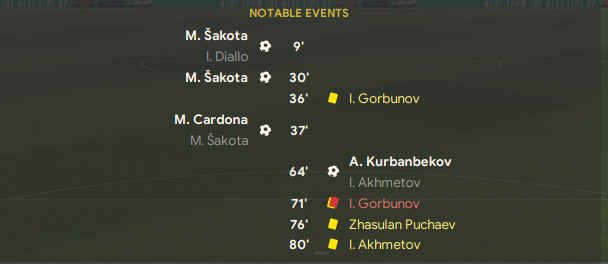 NOTABLE EVENTS
M. Šakota
I. Diallo
9'
M. Šakota 30'
36' I. Gorbunov
M. Cardona
M. Šakota
37'
64'
A. Kurbanbekov
I. Akhmetov
71' I. Gorbunov
76' Zhasulan Puchaev
80' I. Akhmetov